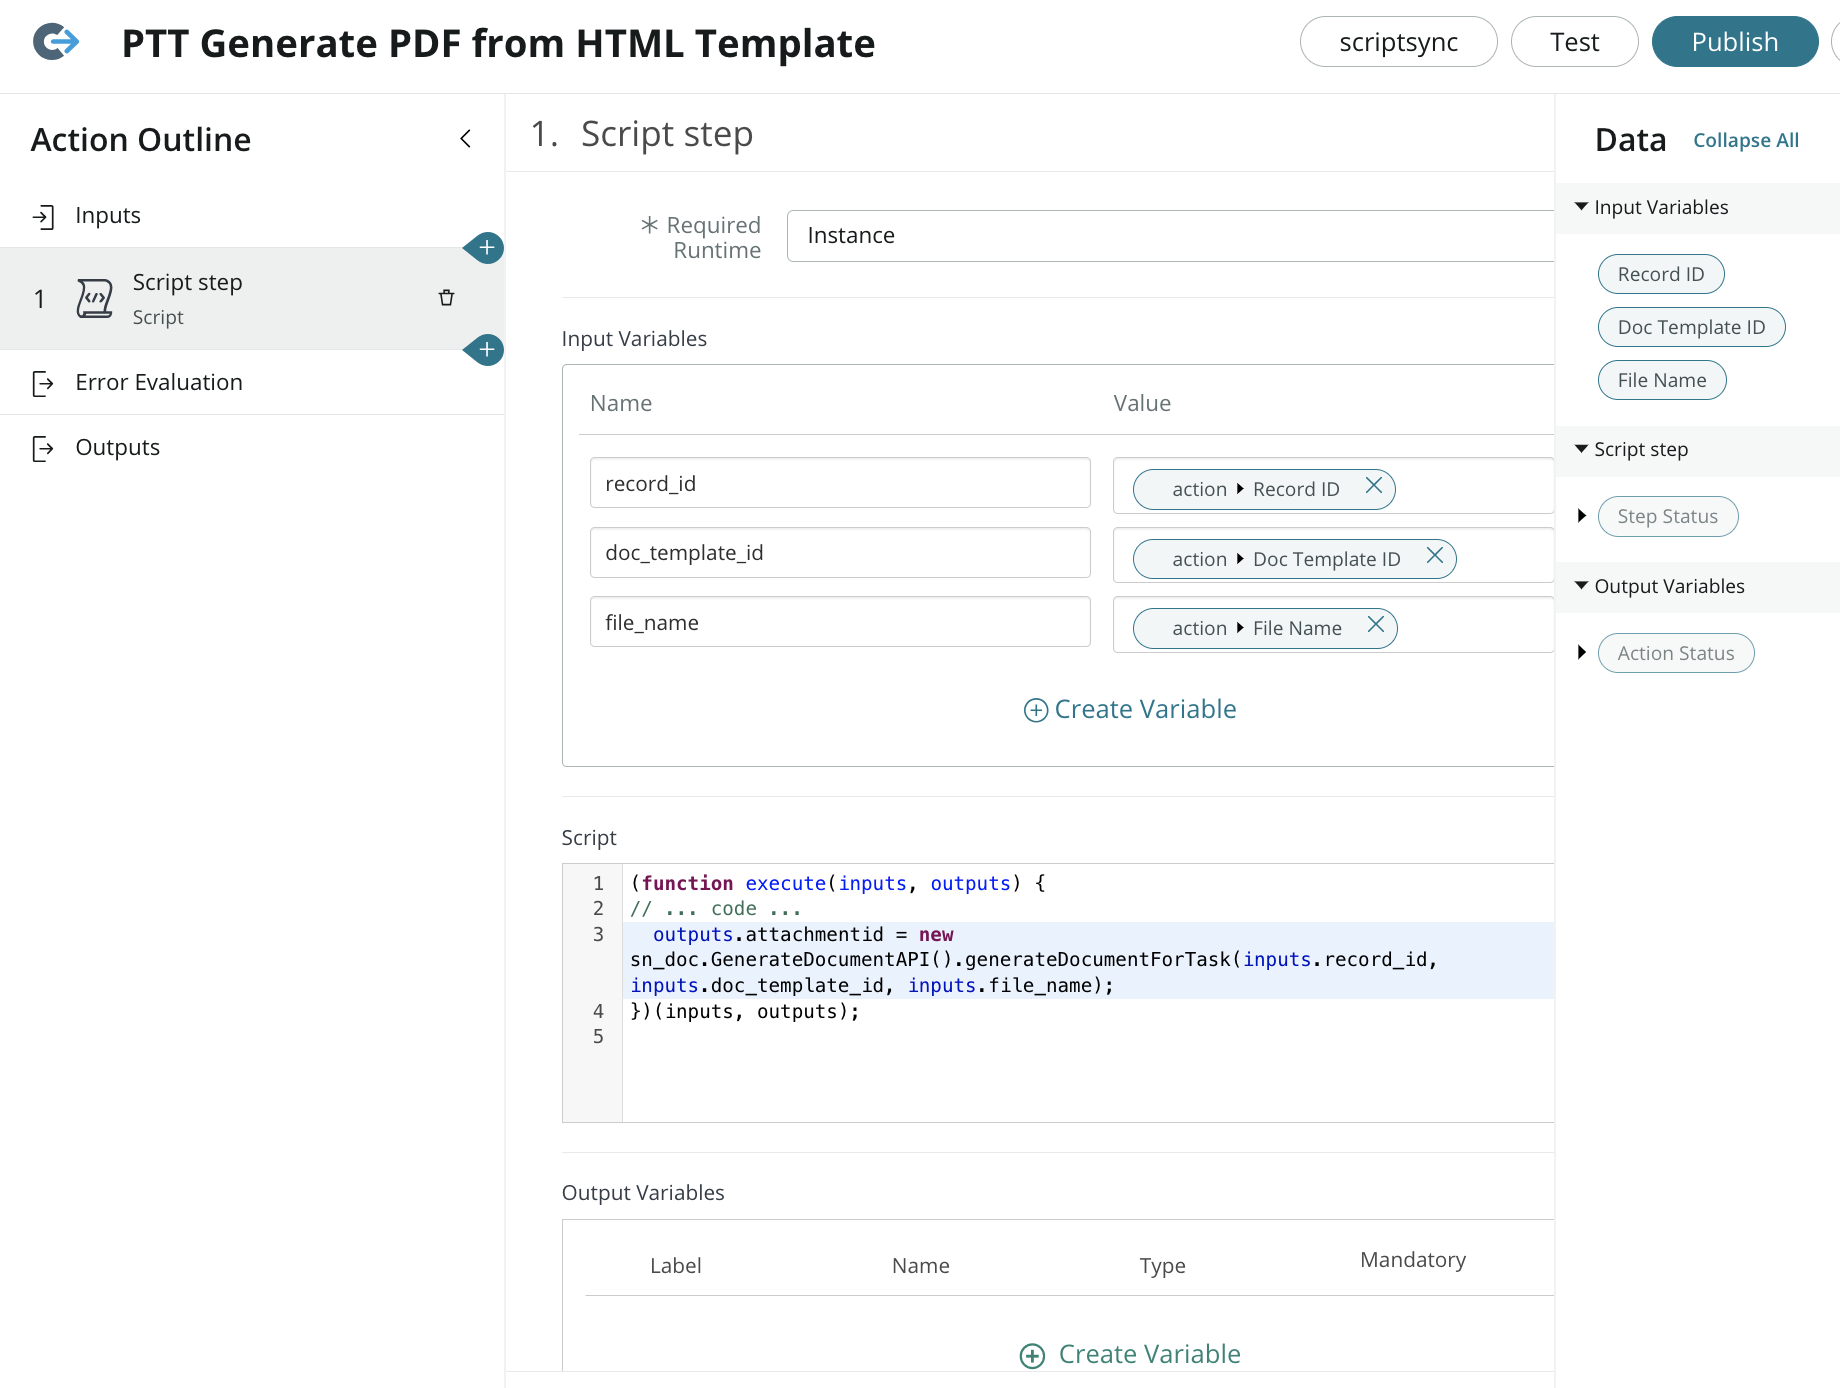 PTT Generate PDF from HTML Template
scriptsync
Test
Publish
Action Outline
Inputs
1
Script step
Script
Error Evaluation
Outputs
1. Script step
Required
Runtime
Instance
Input Variables
Name Value
record_id action Record ID
doc_template_id action Doc Template ID
file_name action File Name
Create Variable
Script
1 (function execute(inputs, outputs) {
2 // ... code ...
3 outputs.attachmentid = new
sn_doc.GenerateDocumentAPI().generateDocumentForTask(inputs.record_id,
inputs.doc_template_id, inputs.file_name);
4 })(inputs, outputs);
5
Output Variables
Label Name Type Mandatory
Create Variable
Data Collapse All
Input Variables
Record ID
Doc Template ID
File Name
Script step
Step Status
Output Variables
Action Status